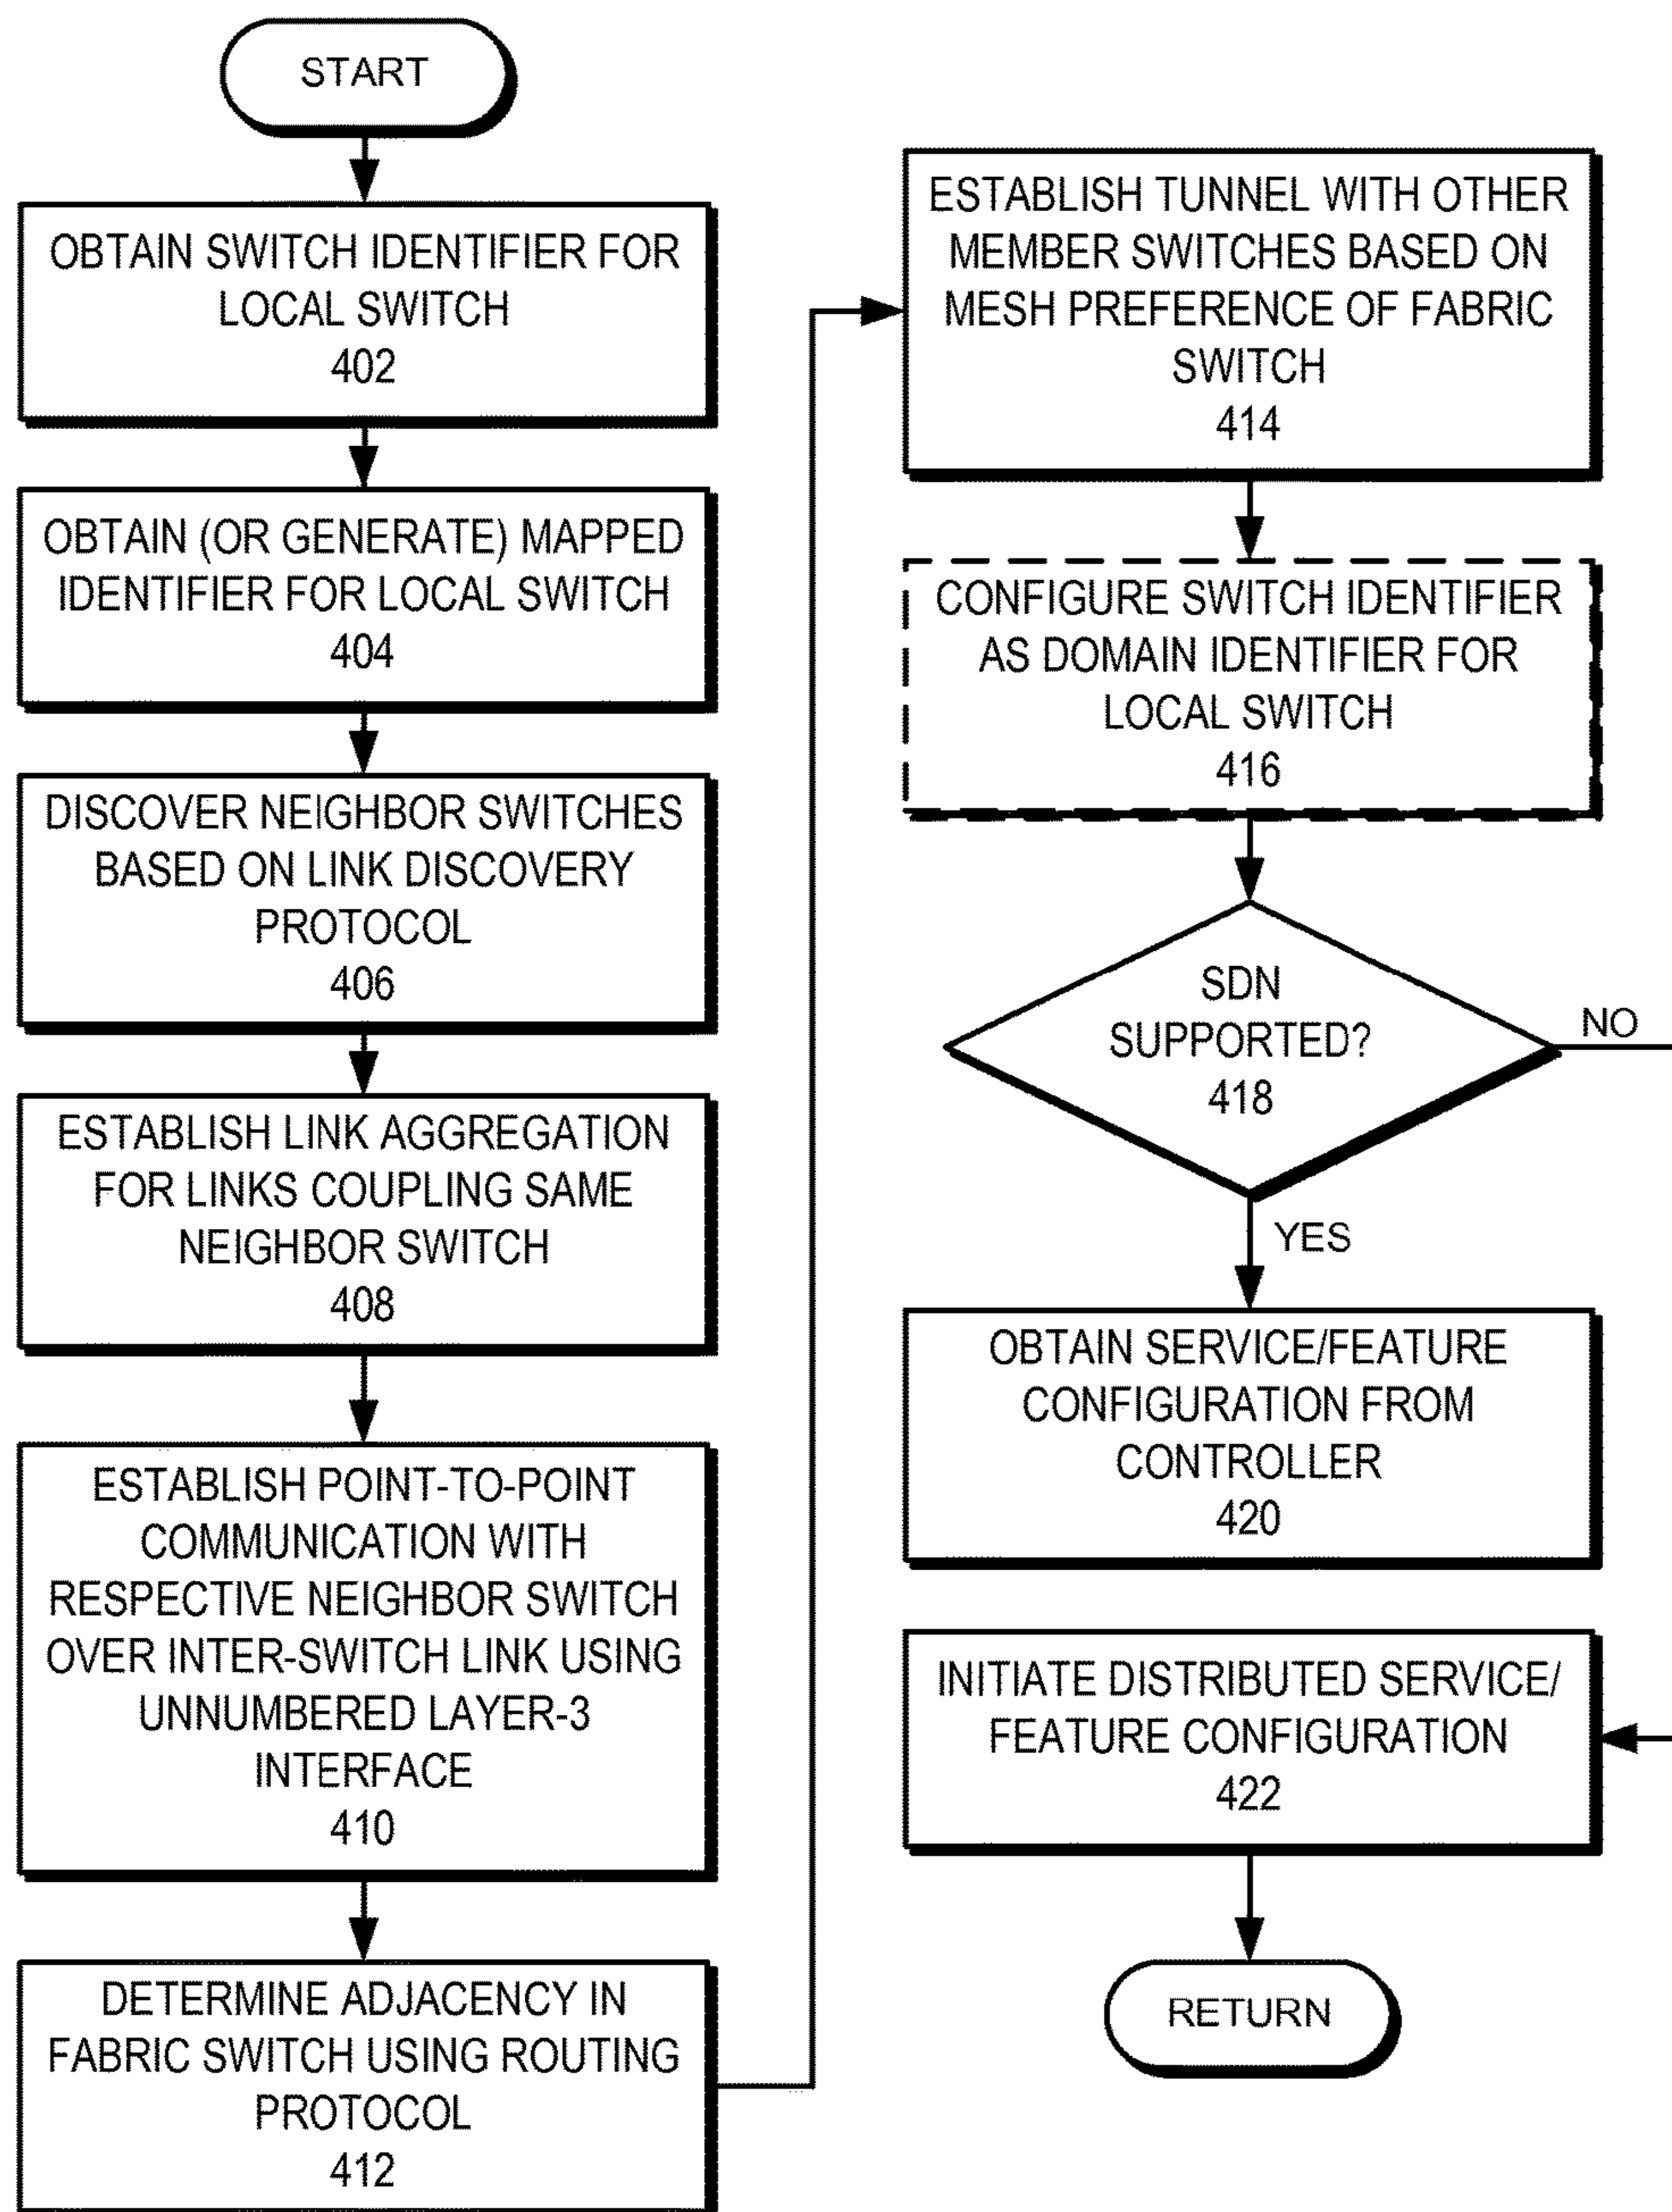 START
OBTAIN SWITCH IDENTIFIER FOR
LOCAL SWITCH
402
OBTAIN (OR GENERATE) MAPPED
IDENTIFIER FOR LOCAL SWITCH
404
DISCOVER NEIGHBOR SWITCHES
BASED ON LINK DISCOVERY
PROTOCOL
406
ESTABLISH LINK AGGREGATION
FOR LINKS COUPLING SAME
NEIGHBOR SWITCH
408
ESTABLISH POINT-TO-POINT
COMMUNICATION WITH
RESPECTIVE NEIGHBOR SWITCH
OVER INTER-SWITCH LINK USING
UNNUMBERED LAYER-3
INTERFACE
410
DETERMINE ADJACENCY IN
FABRIC SWITCH USING ROUTING
PROTOCOL
412
ESTABLISH TUNNEL WITH OTHER
MEMBER SWITCHES BASED ON
MESH PREFERENCE OF FABRIC
SWITCH
414
CONFIGURE SWITCH IDENTIFIER
AS DOMAIN IDENTIFIER FOR
LOCAL SWITCH
416
SDN
SUPPORTED?
418
NO
YES
OBTAIN SERVICE/FEATURE
CONFIGURATION FROM
CONTROLLER
420
INITIATE DISTRIBUTED SERVICE/
FEATURE CONFIGURATION
422
RETURN